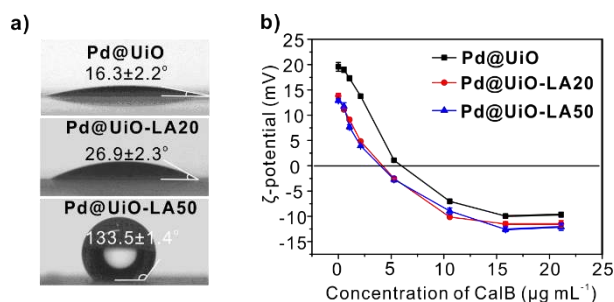 a)
Pd@UiO
16.3±2.2°
Pd@UiO-LA20
26.9±2.3°
Pd@UiO-LA50
133.5±1.4°
b)
ζ-potential (mV)
25
20
15
10
5
0
-5
-10
-15
Pd@UiO
Pd@UiO-LA20
Pd@UiO-LA50
0 5 10 15 20 25
Concentration of CalB (μg mL⁻¹)